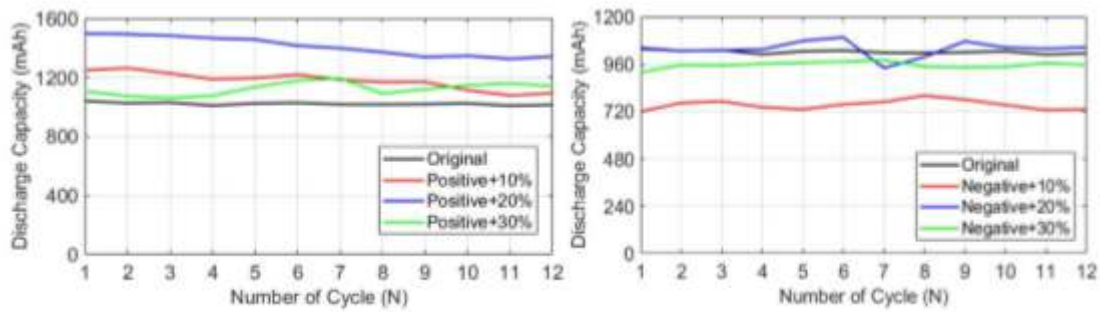 Discharge Capacity (mAh)
1600
1200
800
400
0
Original
Positive+10%
Positive+20%
Positive+30%
1 2 3 4 5 6 7 8 9 10 11 12
Number of Cycle (N)
Discharge Capacity (mAh)
1200
960
720
480
240
0
Original
Negative+10%
Negative+20%
Negative+30%
1 2 3 4 5 6 7 8 9 10 11 12
Number of Cycle (N)